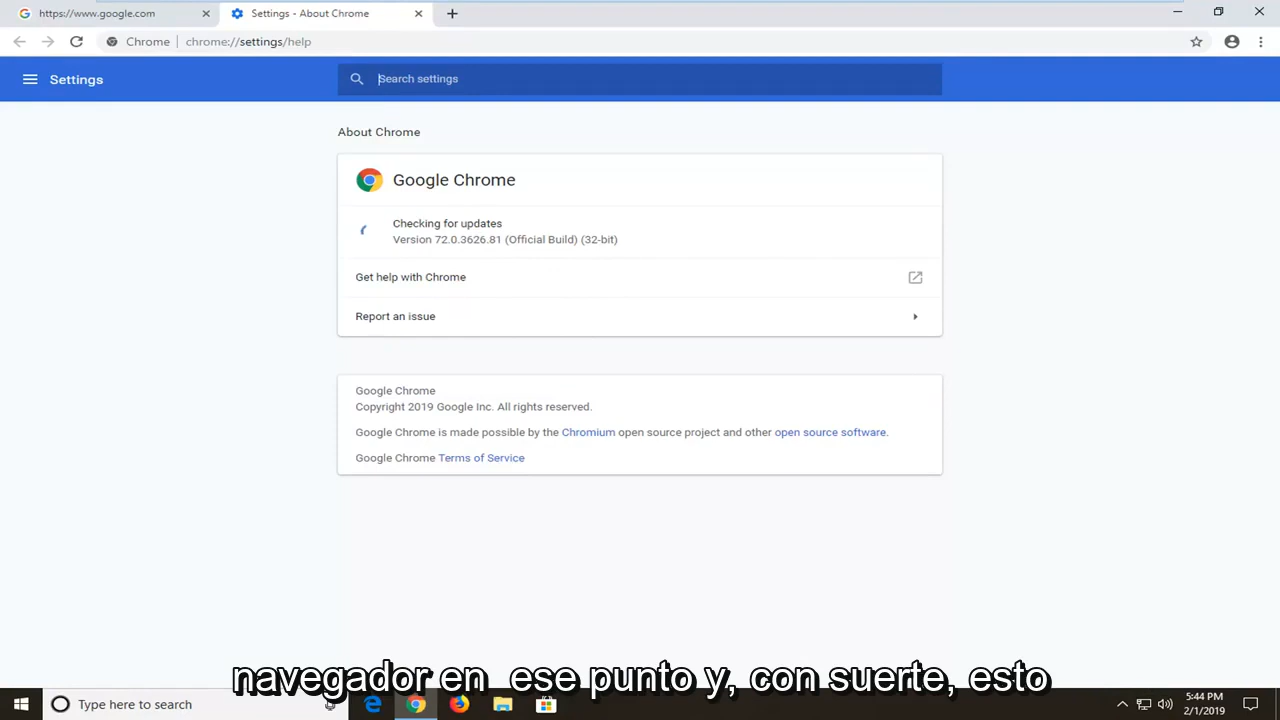 https://www.google.com
Settings - About Chrome
Chrome
chrome://settings/help
Settings
Search settings
About Chrome
Google Chrome
Checking for updates
Version 72.0.3626.81 (Official Build) (32-bit)
Get help with Chrome
Report an issue
Google Chrome
Copyright 2019 Google Inc. All rights reserved.
Google Chrome is made possible by the Chromium open source project and other open source software.
Google Chrome Terms of Service
navegador en ese punto y, con suerte, esto
Type here to search
5:44 PM
2/1/2019